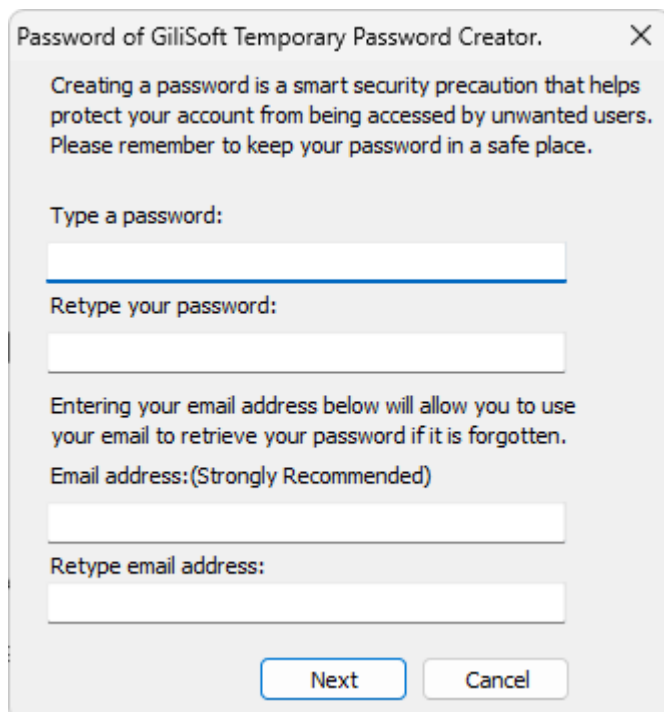 Password of GiliSoft Temporary Password Creator.
Creating a password is a smart security precaution that helps
protect your account from being accessed by unwanted users.
Please remember to keep your password in a safe place.
Type a password:
Retype your password:
Entering your email address below will allow you to use
your email to retrieve your password if it is forgotten.
Email address:(Strongly Recommended)
Retype email address:
Next Cancel